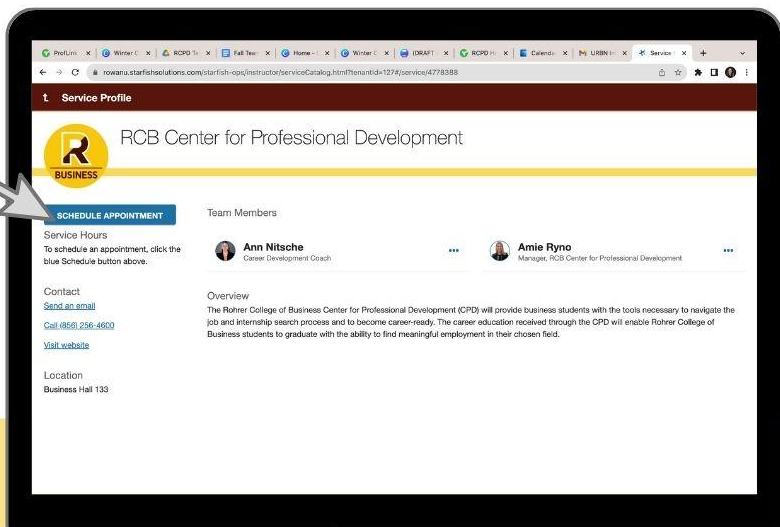 ProfLink
Winter C
RCPD Te
Fall Tear
Home -
Winter C
(DRAFT
RCPD H
Calenda
URBN In
Service
rowanu.starfishsolutions.com/starfish-ops/instructor/serviceCatalog.html?tenantid=127#/service/4778388
t. Service Profile
R
BUSINESS
RCB Center for Professional Development
SCHEDULE APPOINTMENT
Service Hours
To schedule an appointment, click the
blue Schedule button above.
Contact
Send an email
Call (856) 256-4600
Visit website
Location
Business Hall 133
Team Members
Ann Nitsche
Career Development Coach
Amie Ryno
Manager, RCB Center for Professional Development
Overview
The Rohrer College of Business Center for Professional Development (CPD) will provide business students with the tools necessary to navigate the
job and internship search process and to become career-ready. The career education received through the CPD will enable Rohrer College of
Business students to graduate with the ability to find meaningful employment in their chosen field.